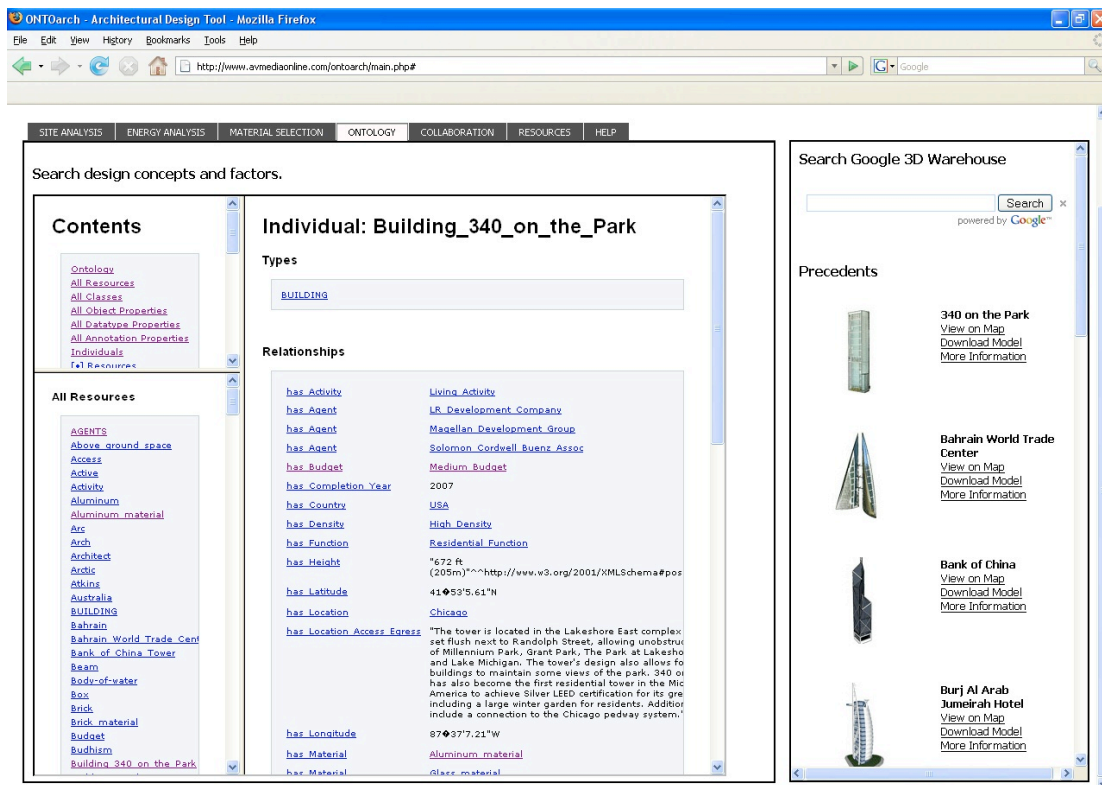 ONTOarch - Architectural Design Tool - Mozilla Firefox
File Edit View History Bookmarks Tools Help
http://www.avmediaonline.com/ontoarch/main.php#
G Google
SITE ANALYSIS ENERGY ANALYSIS MATERIAL SELECTION ONTOLOGY COLLABORATION RESOURCES HELP
Search design concepts and factors.
Contents
Ontology
All Resources
All Classes
All Object Properties
All Datatype Properties
All Annotation Properties
Individuals
[+] Resources
All Resources
AGENTS
Above ground space
Access
Active
Activity
Aluminum
Aluminum material
Arc
Arch
Architect
Arctic
Atkins
Australia
BUILDING
Bahrain
Bahrain World Trade Cent
Bank of China Tower
Beam
Body-of-water
Box
Brick
Brick material
Budget
Budhism
Building 340 on the Park
Individual: Building_340_on_the_Park
Types
BUILDING
Relationships
has Activity Living Activity
has Agent LR Development Company
has Agent Magellan Development Group
has Agent Solomon Cordwell Buenz Assoc
has Budget Medium Budget
has Completion Year 2007
has Country USA
has Density High Density
has Function Residential Function
has Height "672 ft
(205m)"^^http://www.w3.org/2001/XMLSchema#pos
has Latitude 41�53'5.61"N
has Location Chicago
has Location Access Egress "The tower is located in the Lakeshore East complex
set flush next to Randolph Street, allowing unobstruc
of Millennium Park, Grant Park, The Park at Lakesho
and Lake Michigan. The tower's design also allows fo
buildings to maintain some views of the park. 340 or
has also become the first residential tower in the Mid
America to achieve Silver LEED certification for its gre
including a large winter garden for residents. Addition
include a connection to the Chicago pedway system."
has Longitude 87�37'7.21"W
has Material Aluminum material
has Material Glass material
Search Google 3D Warehouse
Search
powered by Google™
Precedents
340 on the Park
View on Map
Download Model
More Information
Bahrain World Trade
Center
View on Map
Download Model
More Information
Bank of China
View on Map
Download Model
More Information
Burj Al Arab
Jumeirah Hotel
View on Map
Download Model
More Information